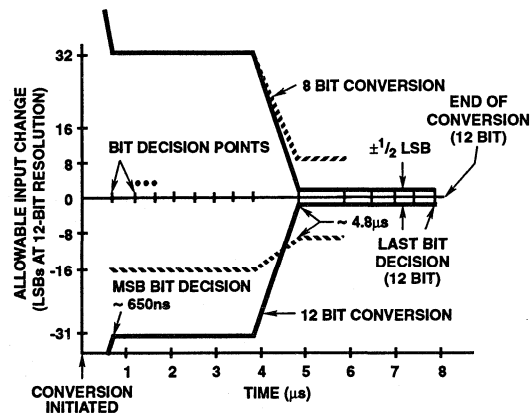 ALLOWABLE INPUT CHANGE
(LSBs AT 12-BIT RESOLUTION)
32
16
8
0
-8
-16
-31
8 BIT CONVERSION
END OF
CONVERSION
(12 BIT)
±1/2 LSB
BIT DECISION POINTS
~ 4.8µs
LAST BIT
DECISION
(12 BIT)
MSB BIT DECISION
~ 650ns
12 BIT CONVERSION
1 2 3 4 5 6 7 8
CONVERSION
INITIATED
TIME (µs)